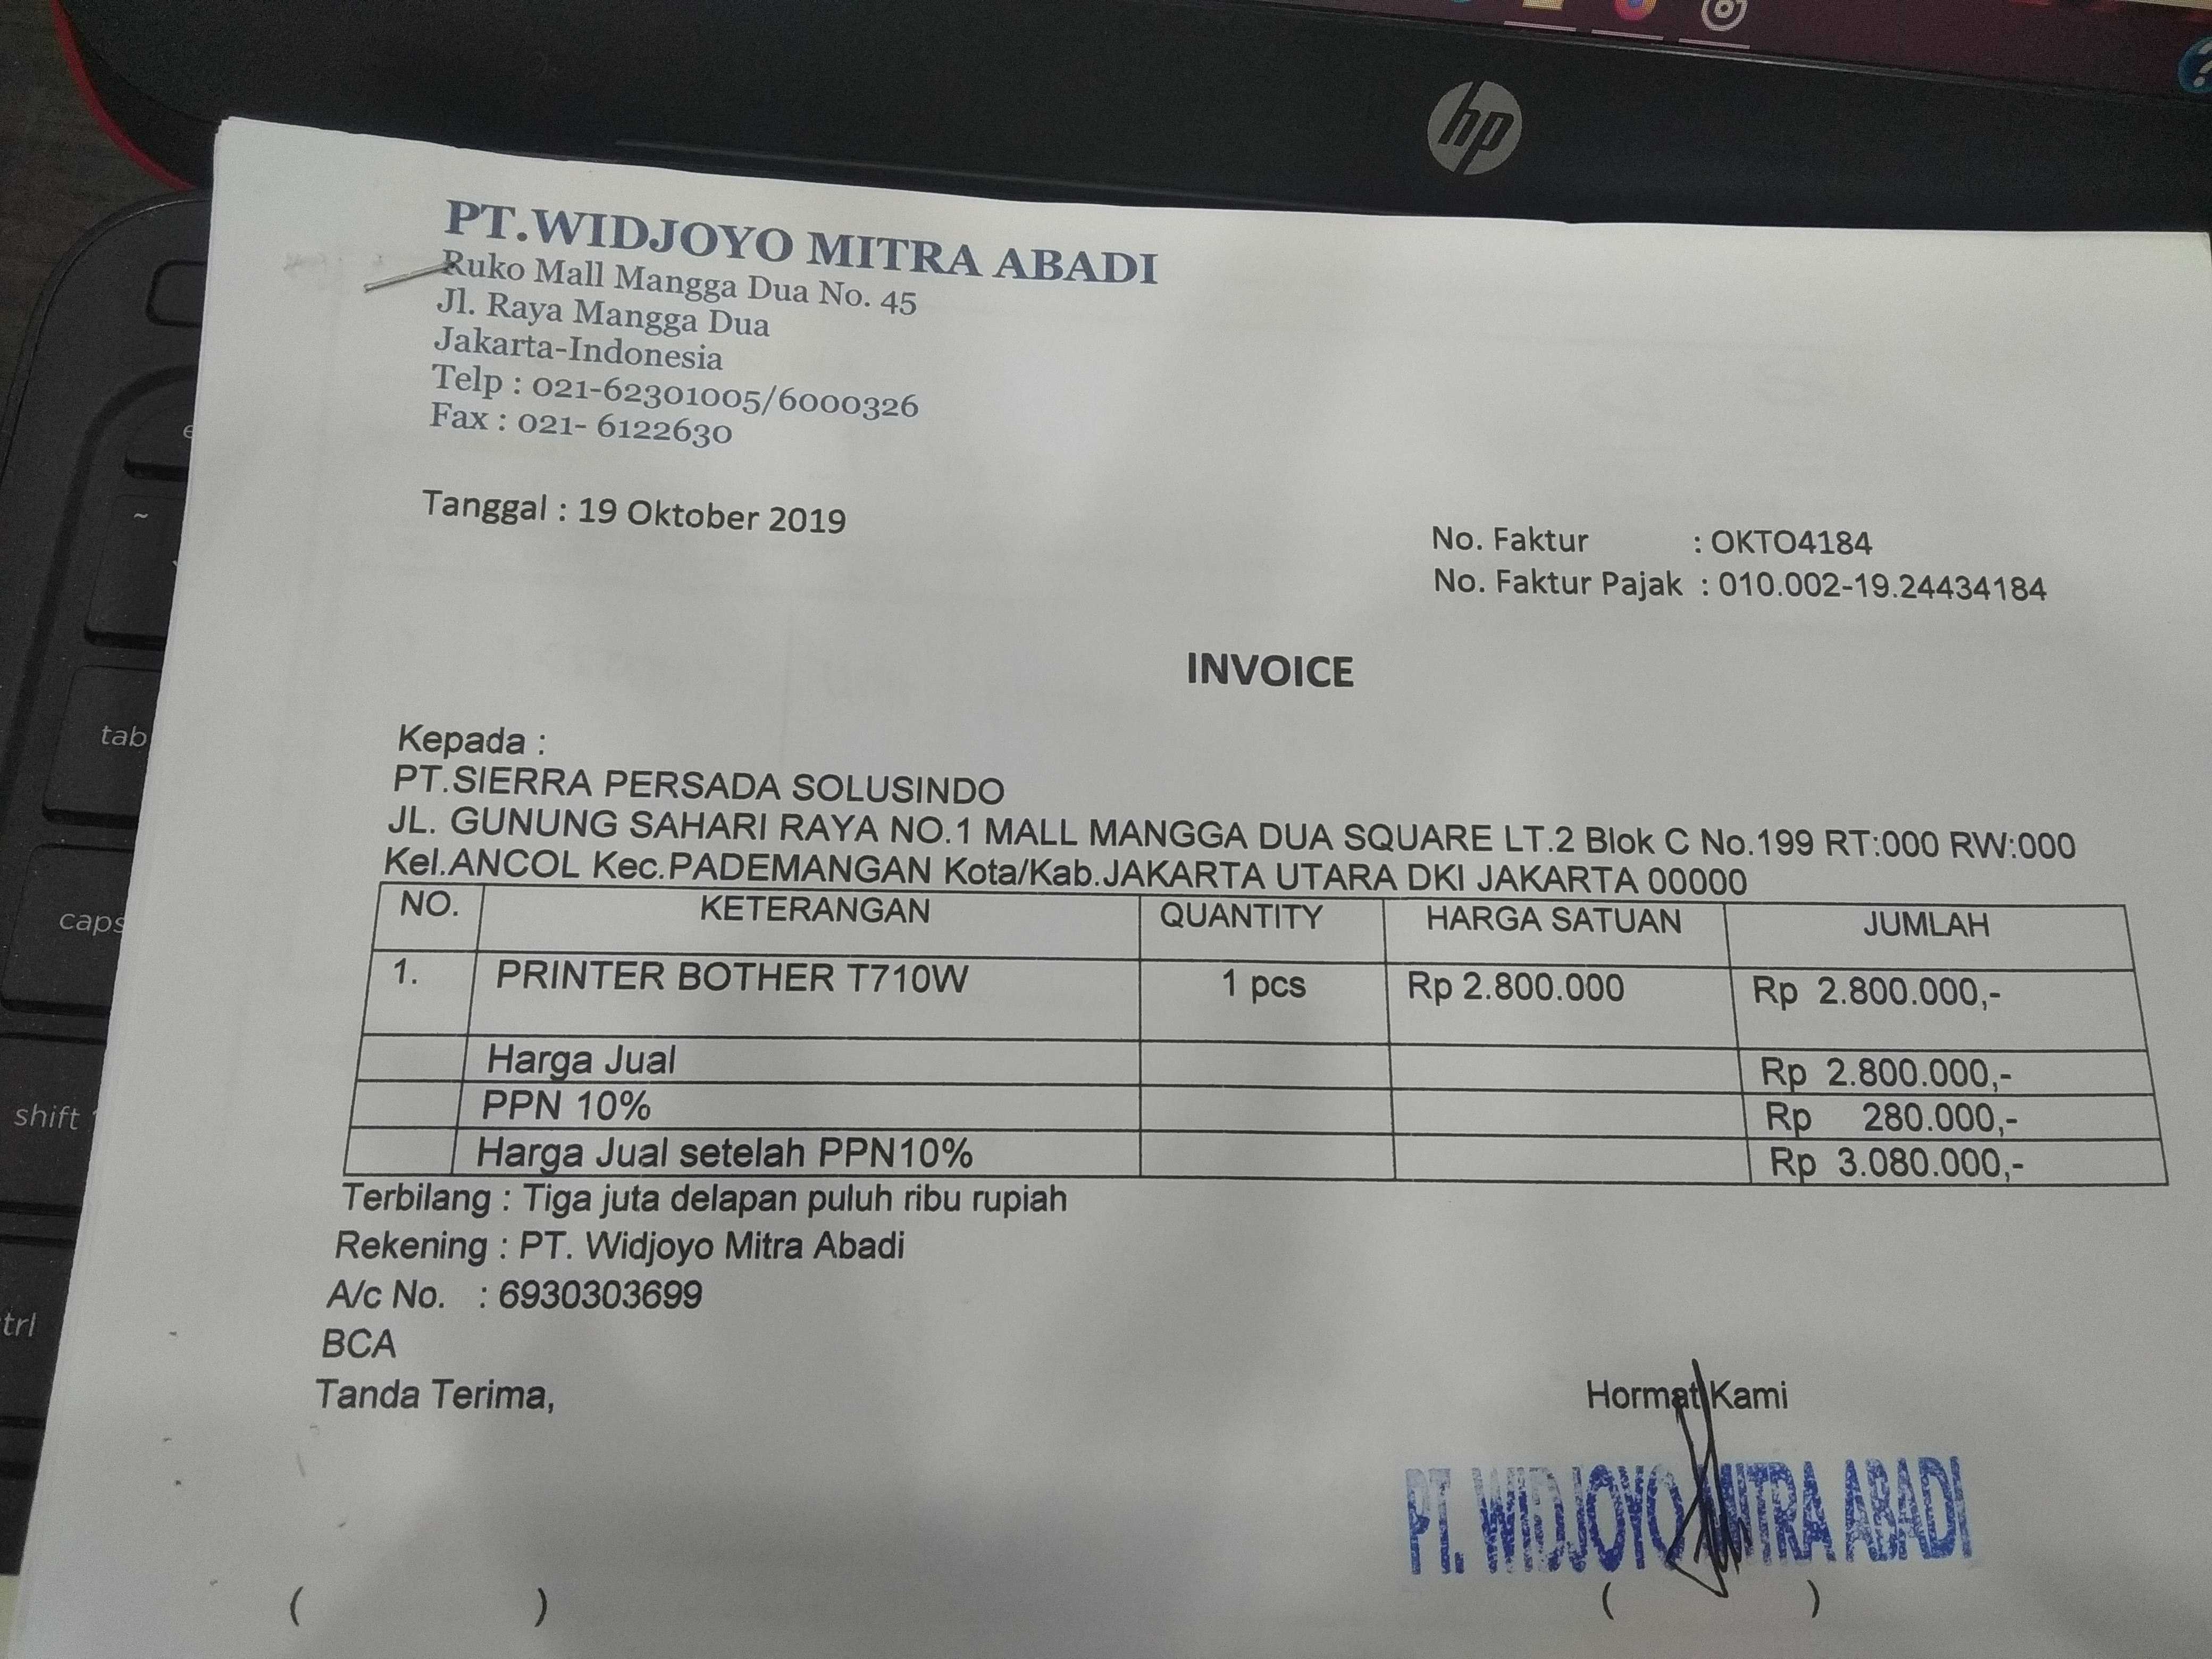 hp
PT.WIDJOYO MITRA ABADI
Ruko Mall Mangga Dua No. 45
Jl. Raya Mangga Dua
Jakarta-Indonesia
Telp : 021-62301005/6000326
Fax : 021- 6122630
Tanggal : 19 Oktober 2019
No. Faktur : OKTO4184
No. Faktur Pajak : 010.002-19.24434184
INVOICE
Kepada :
PT.SIERRA PERSADA SOLUSINDO
JL. GUNUNG SAHARI RAYA NO.1 MALL MANGGA DUA SQUARE LT.2 Blok C No.199 RT:000 RW:000
Kel.ANCOL Kec.PADEMANGAN Kota/Kab.JAKARTA UTARA DKI JAKARTA 00000
NO. KETERANGAN QUANTITY HARGA SATUAN JUMLAH
1. PRINTER BOTHER T710W 1 pcs Rp 2.800.000 Rp 2.800.000,-
Harga Jual Rp 2.800.000,-
PPN 10% Rp 280.000,-
Harga Jual setelah PPN10% Rp 3.080.000,-
Terbilang : Tiga juta delapan puluh ribu rupiah
Rekening : PT. Widjoyo Mitra Abadi
A/c No. : 6930303699
BCA
Tanda Terima,
Hormat Kami
PT. WIDJOYO MITRA ABADI
( ) ( )
~
tab
caps
shift